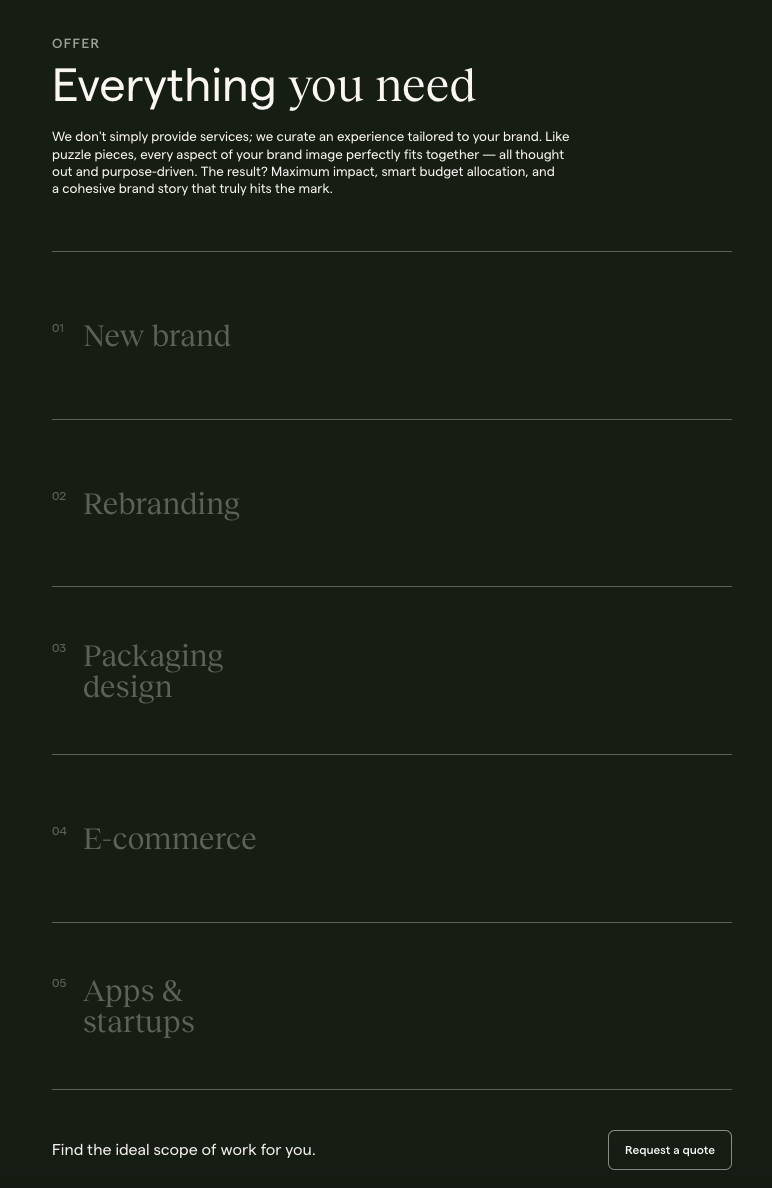 OFFER
Everything you need
We don't simply provide services; we curate an experience tailored to your brand. Like
puzzle pieces, every aspect of your brand image perfectly fits together — all thought
out and purpose-driven. The result? Maximum impact, smart budget allocation, and
a cohesive brand story that truly hits the mark.
01 New brand
02 Rebranding
03 Packaging
design
04 E-commerce
05 Apps &
startups
Find the ideal scope of work for you.
Request a quote